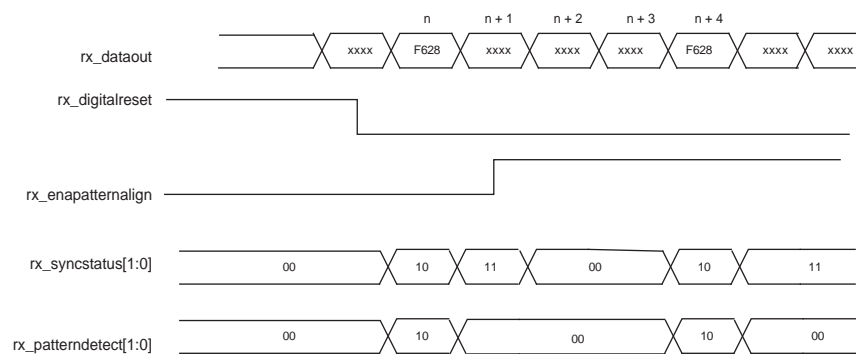 n n + 1 n + 2 n + 3 n + 4
rx_dataout xxxx F628 xxxx xxxx xxxx F628 xxxx xxxx
rx_digitalreset
rx_enapatternalign
rx_syncstatus[1:0] 00 10 11 00 10 11
rx_patterndetect[1:0] 00 10 00 10 00